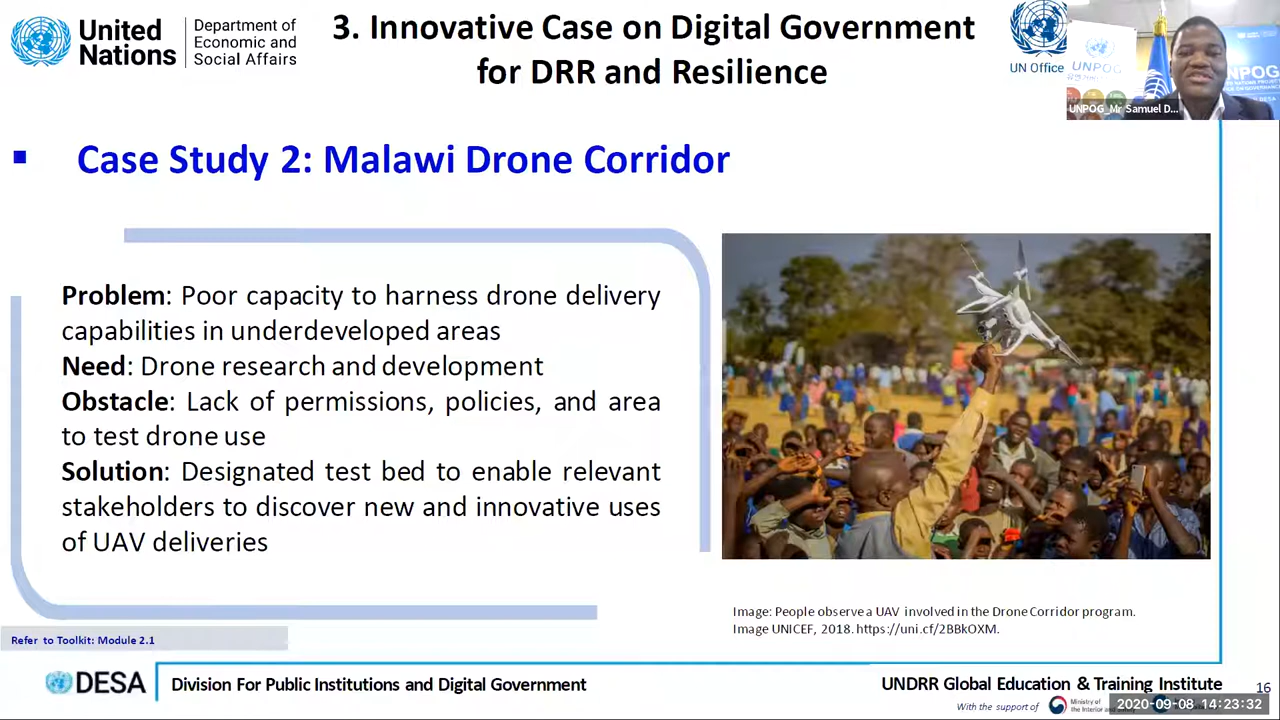 United
Nations
Department of
Economic and
Social Affairs
3. Innovative Case on Digital Government
for DRR and Resilience
UN Office
UNPOG
UNPOG
UNPOG_Mr Samuel D...
▪ Case Study 2: Malawi Drone Corridor
Problem: Poor capacity to harness drone delivery
capabilities in underdeveloped areas
Need: Drone research and development
Obstacle: Lack of permissions, policies, and area
to test drone use
Solution: Designated test bed to enable relevant
stakeholders to discover new and innovative uses
of UAV deliveries
Image: People observe a UAV involved in the Drone Corridor program.
Image UNICEF, 2018. https://uni.cf/2BBkOXM.
Refer to Toolkit: Module 2.1
DESA
Division For Public Institutions and Digital Government
UNDRR Global Education & Training Institute
16
With the support of
Ministry of
the Interior and
2020-09-08 14:23:32